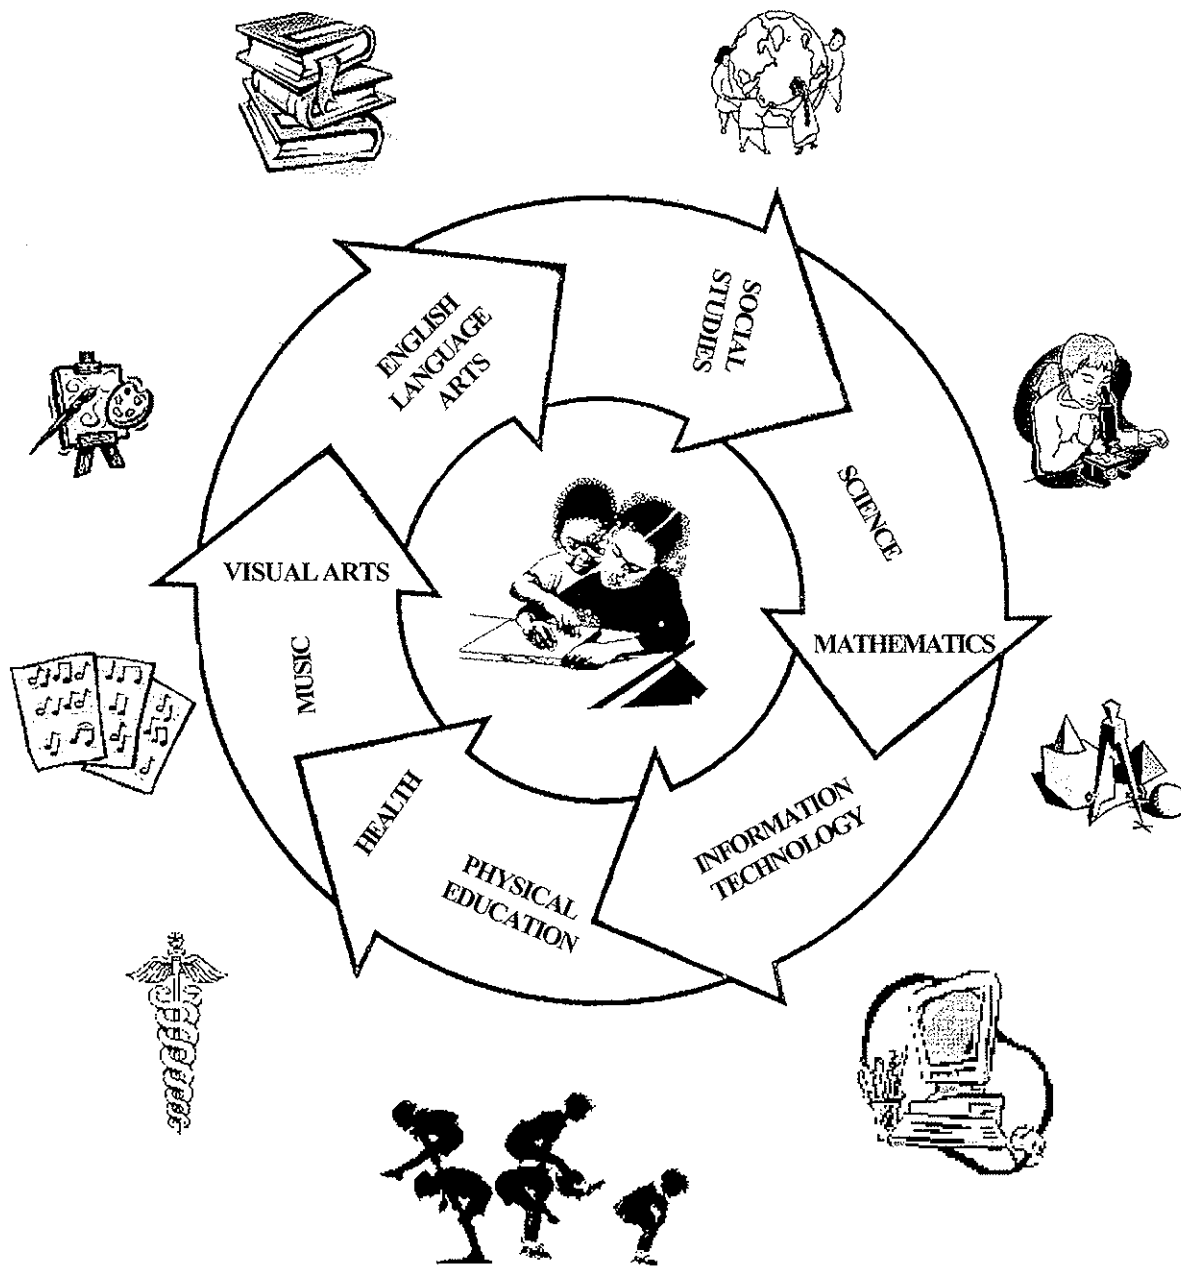 ENGLISH
LANGUAGE
ARTS
SOCIAL
STUDIES
SCIENCE
MATHEMATICS
INFORMATION
TECHNOLOGY
PHYSICAL
EDUCATION
HEALTH
MUSIC
VISUAL ARTS